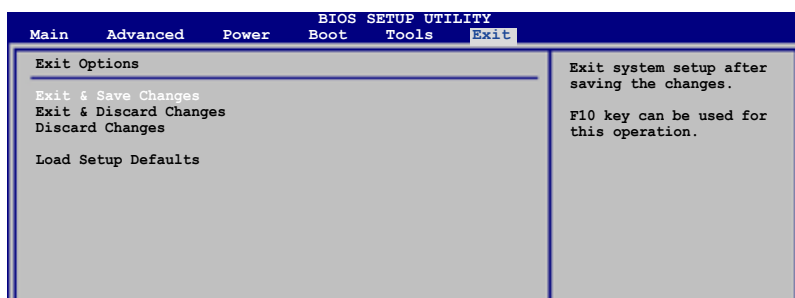 BIOS SETUP UTILITY
Main Advanced Power Boot Tools Exit
Exit Options
Exit & Save Changes
Exit & Discard Changes
Discard Changes
Load Setup Defaults
Exit system setup after
saving the changes.
F10 key can be used for
this operation.